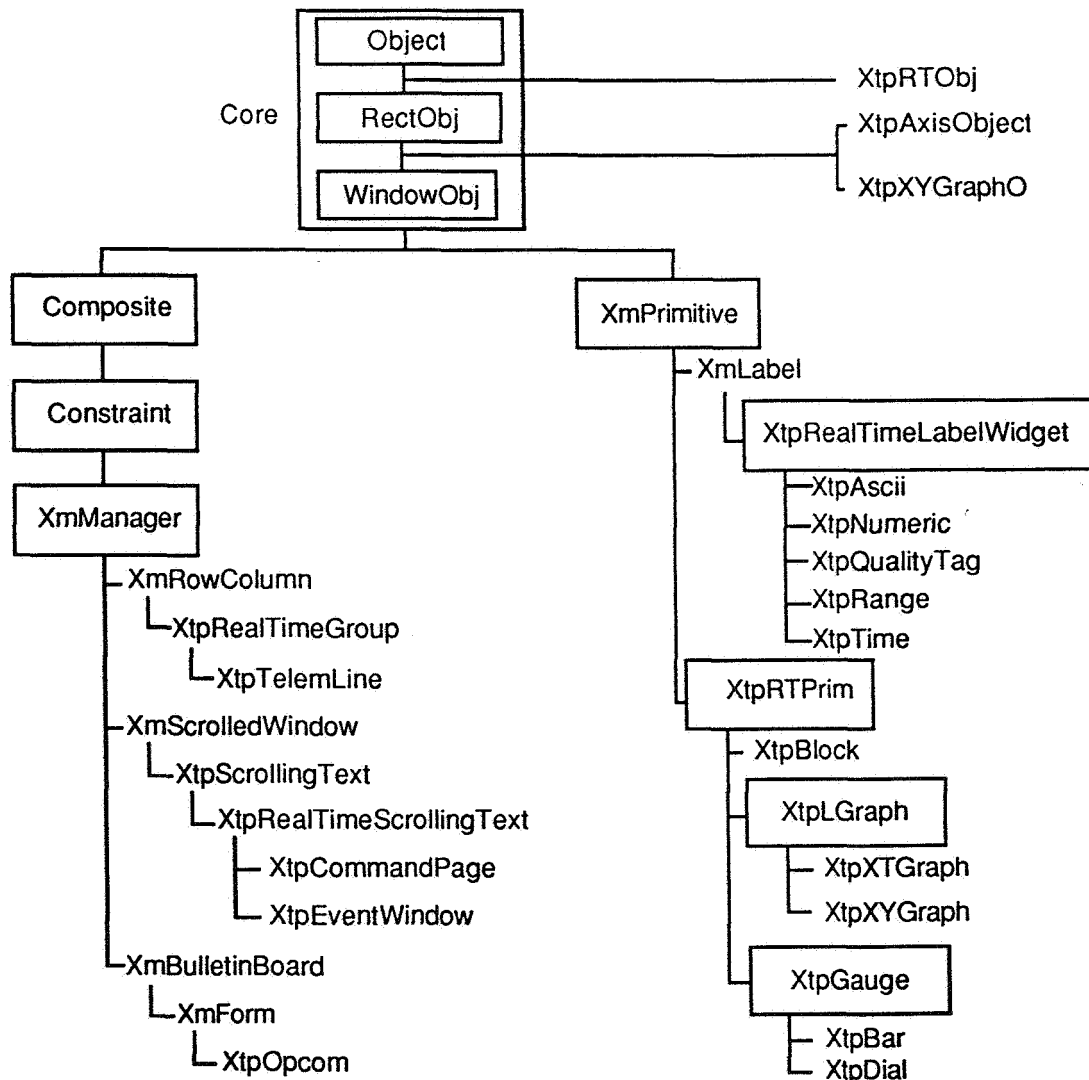 Object
XtpRTObj
Core
RectObj
XtpAxisObject
WindowObj
XtpXYGraphO
Composite
XmPrimitive
Constraint
XmLabel
XtpRealTimeLabelWidget
XmManager
XtpAscii
XtpNumeric
XtpQualityTag
XtpRange
XtpTime
XmRowColumn
XtpRealTimeGroup
XtpTelemLine
XmScrolledWindow
XtpScrollingText
XtpRealTimeScrollingText
XtpCommandPage
XtpEventWindow
XmBulletinBoard
XmForm
XtpOpcom
XtpRTPrim
XtpBlock
XtpLGraph
XtpXTGraph
XtpXYGraph
XtpGauge
XtpBar
XtpDial